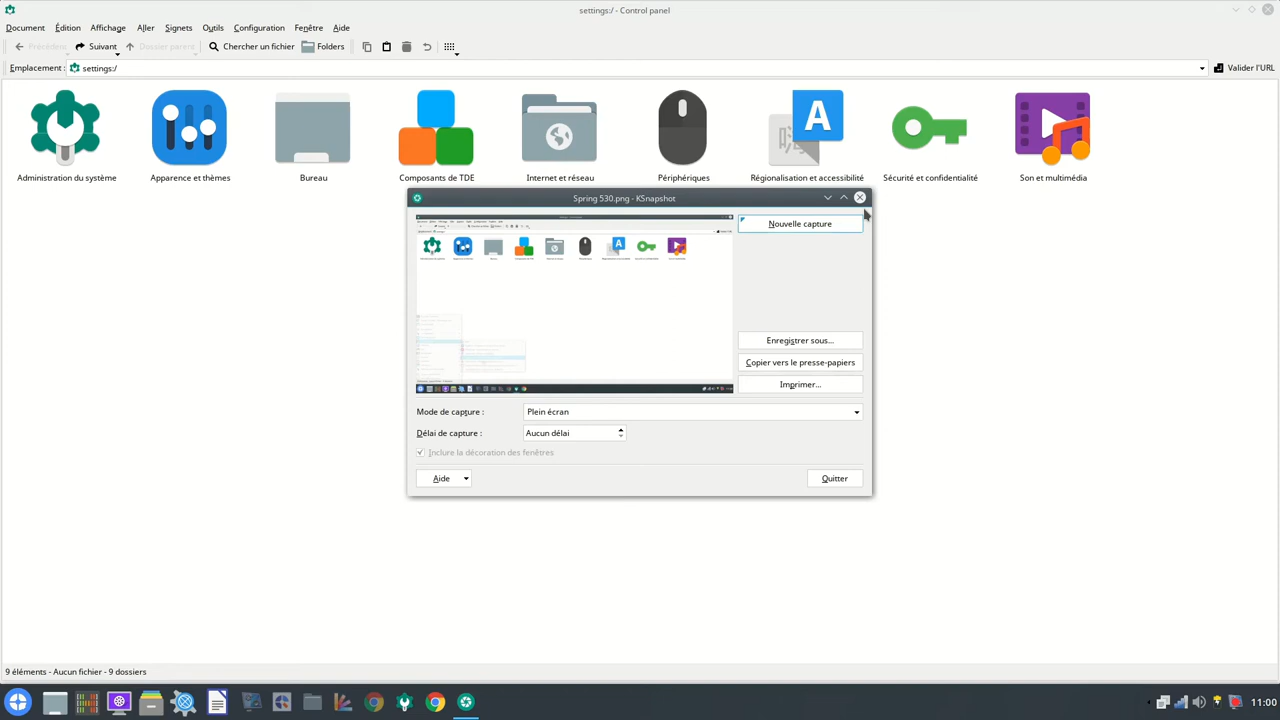 settings:/ - Control panel
Document Édition Affichage Aller Signets Outils Configuration Fenêtre Aide
Précédent Suivant Dossier parent Chercher un fichier Folders
Emplacement : settings:/ Valider l'URL
A
Administration du système Apparence et thèmes Bureau Composants de TDE Internet et réseau Périphériques Régionalisation et accessibilité Sécurité et confidentialité Son et multimédia
Spring 530.png - KSnapshot
Nouvelle capture
Enregistrer sous...
Copier vers le presse-papiers
Imprimer...
Mode de capture : Plein écran
Délai de capture : Aucun délai
Inclure la décoration des fenêtres
Aide Quitter
9 éléments - Aucun fichier - 9 dossiers
11:00